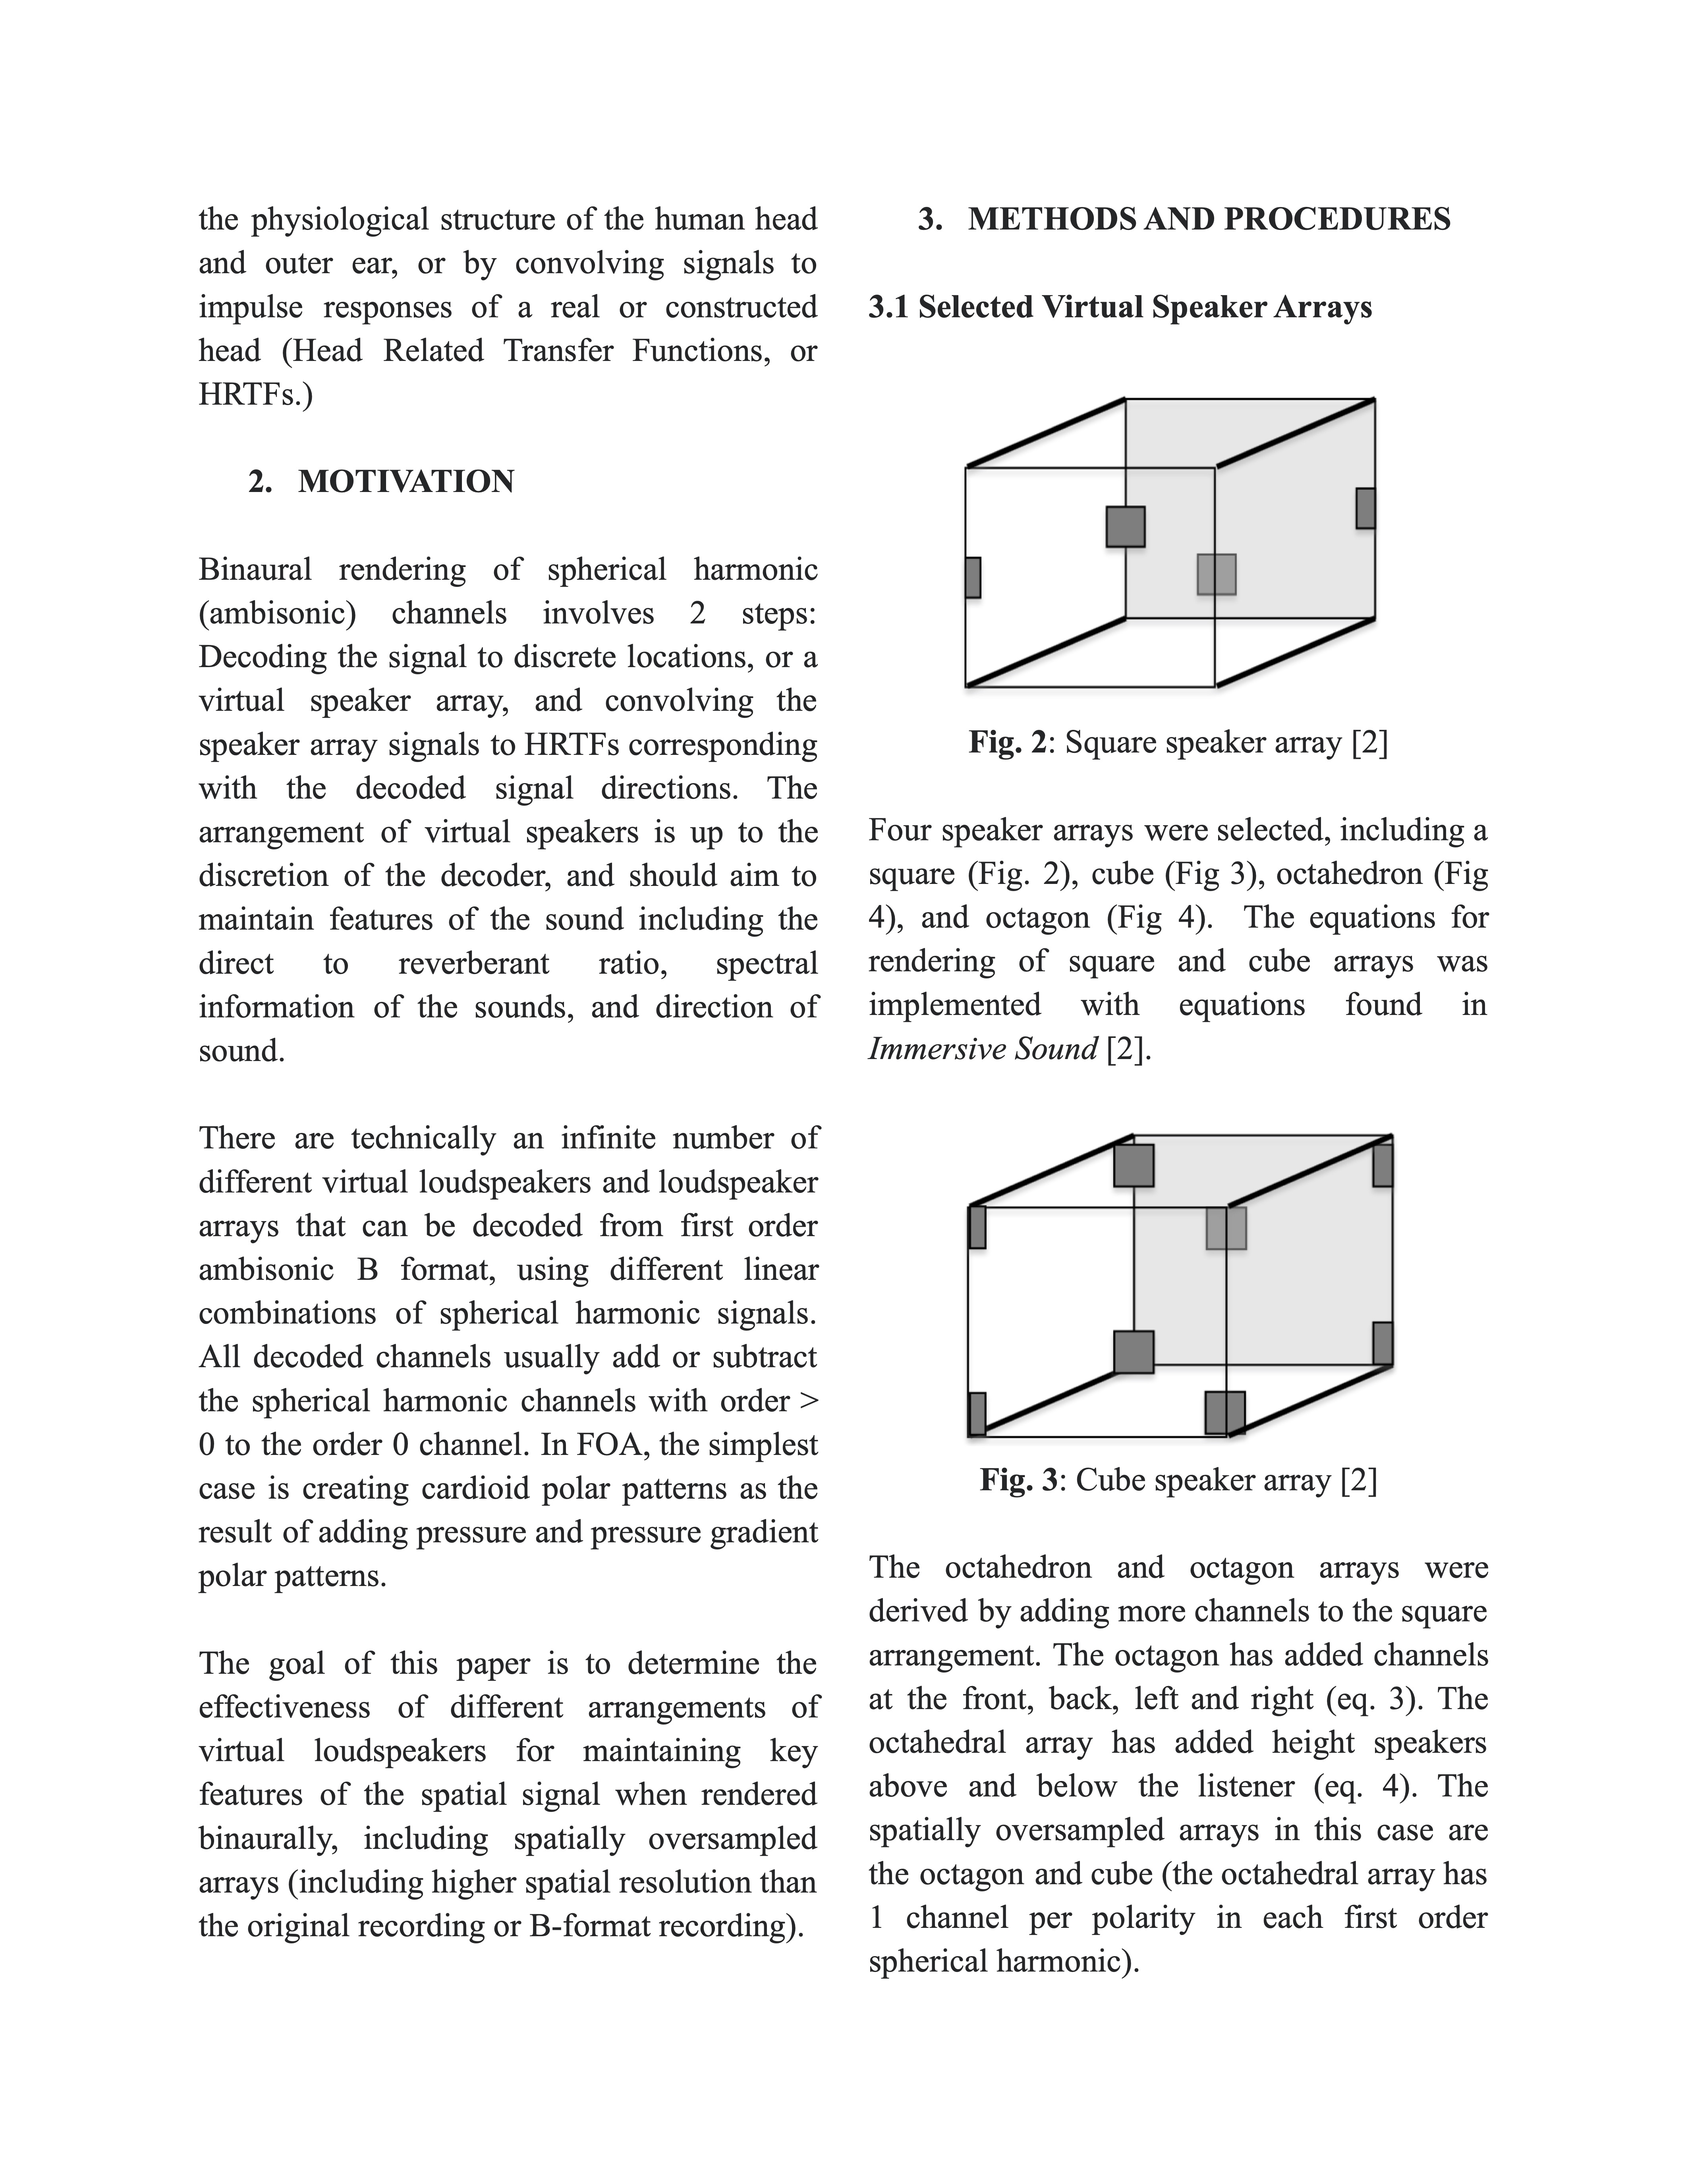 the physiological structure of the human head
and outer ear, or by convolving signals to
impulse responses of a real or constructed
head (Head Related Transfer Functions, or
HRTFs.)
2. MOTIVATION
Binaural rendering of spherical harmonic
(ambisonic) channels involves 2 steps:
Decoding the signal to discrete locations, or a
virtual speaker array, and convolving the
speaker array signals to HRTFs corresponding
with the decoded signal directions. The
arrangement of virtual speakers is up to the
discretion of the decoder, and should aim to
maintain features of the sound including the
direct to reverberant ratio, spectral
information of the sounds, and direction of
sound.
There are technically an infinite number of
different virtual loudspeakers and loudspeaker
arrays that can be decoded from first order
ambisonic B format, using different linear
combinations of spherical harmonic signals.
All decoded channels usually add or subtract
the spherical harmonic channels with order >
0 to the order 0 channel. In FOA, the simplest
case is creating cardioid polar patterns as the
result of adding pressure and pressure gradient
polar patterns.
The goal of this paper is to determine the
effectiveness of different arrangements of
virtual loudspeakers for maintaining key
features of the spatial signal when rendered
binaurally, including spatially oversampled
arrays (including higher spatial resolution than
the original recording or B-format recording).
3. METHODS AND PROCEDURES
3.1 Selected Virtual Speaker Arrays
Fig. 2: Square speaker array [2]
Four speaker arrays were selected, including a
square (Fig. 2), cube (Fig 3), octahedron (Fig
4), and octagon (Fig 4). The equations for
rendering of square and cube arrays was
implemented with equations found in
Immersive Sound [2].
Fig. 3: Cube speaker array [2]
The octahedron and octagon arrays were
derived by adding more channels to the square
arrangement. The octagon has added channels
at the front, back, left and right (eq. 3). The
octahedral array has added height speakers
above and below the listener (eq. 4). The
spatially oversampled arrays in this case are
the octagon and cube (the octahedral array has
1 channel per polarity in each first order
spherical harmonic).